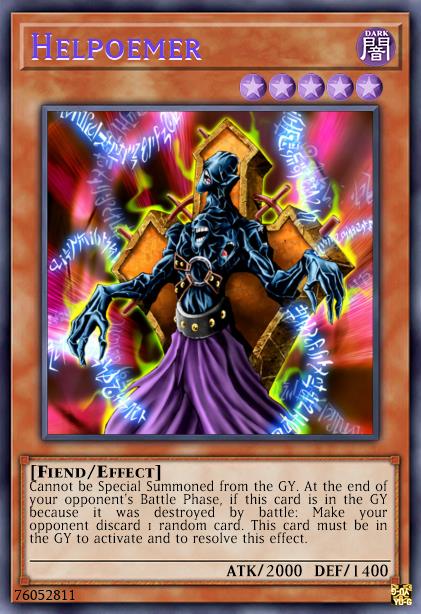 HELPOEMER
DARK
闇
[FIEND/EFFECT]
Cannot be Special Summoned from the GY. At the end
of your opponent's Battle Phase, if this card is in the GY
because it was destroyed by battle: Make your
opponent discard 1 random card. This card must be in
the GY to activate and to resolve this effect.
ATK/2000 DEF/1400
76052811